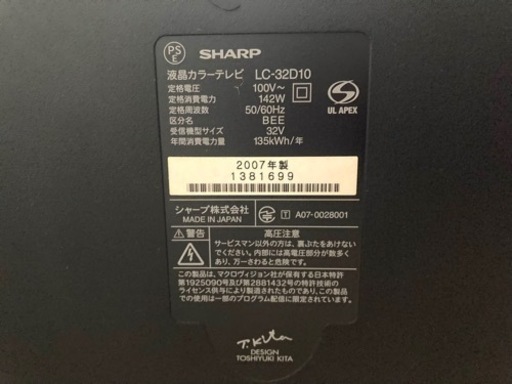 PS
E
SHARP
液晶カラーテレビ LC-32D10
定格電圧 100V~
定格消費電力 142W
定格周波数 50/60Hz
区分名 BEE
受信機型サイズ 32V
年間消費電力量 135kWh/年
S
UL APEX
2007年製
1381699
シャープ株式会社
MADE IN JAPAN
T A07-0028001
警告 高圧注意
サービスマン以外の方は、裏ぶたをあけないで
ください。内部には高電圧部分が数多く
あり、万一さわると危険です。
この製品は、マクロヴィジョン社が保有する日本特許
第1925090号及び第2881432号の特許技術の
ライセンス供与により製造されています。この製品
での使用は一部のプログラム配信に限定されています。
T.Kita
DESIGN
TOSHIYUKI KITA